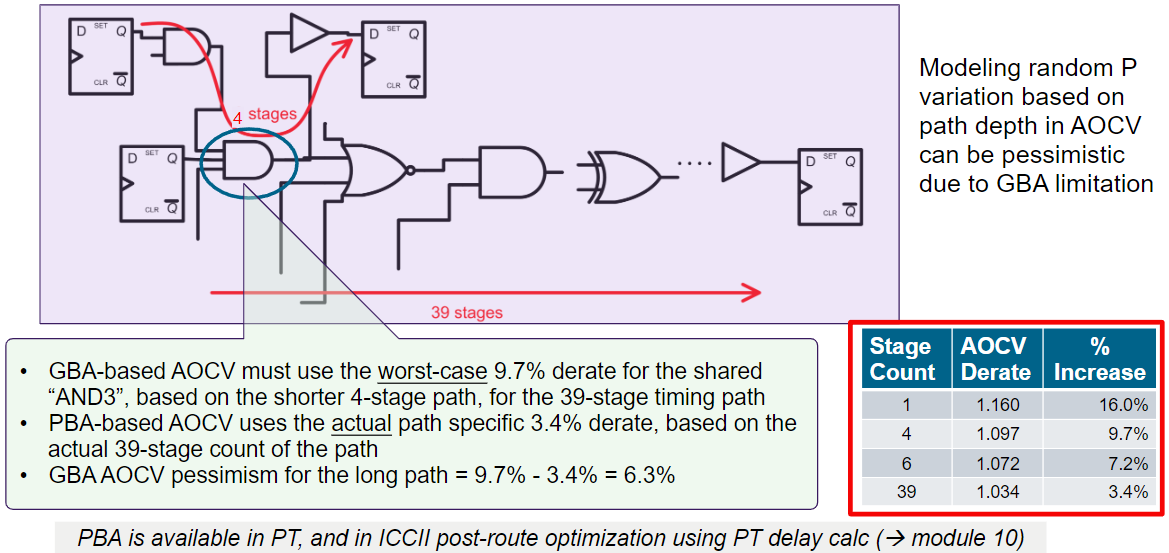 D SET Q
CLR Q
D SET Q
CLR Q
4 stages
D SET Q
CLR Q
D SET Q
CLR Q
39 stages
Modeling random P
variation based on
path depth in AOCV
can be pessimistic
due to GBA limitation
• GBA-based AOCV must use the worst-case 9.7% derate for the shared
“AND3”, based on the shorter 4-stage path, for the 39-stage timing path
• PBA-based AOCV uses the actual path specific 3.4% derate, based on the
actual 39-stage count of the path
• GBA AOCV pessimism for the long path = 9.7% - 3.4% = 6.3%
Stage Count AOCV Derate % Increase
1 1.160 16.0%
4 1.097 9.7%
6 1.072 7.2%
39 1.034 3.4%
PBA is available in PT, and in ICCII post-route optimization using PT delay calc (→ module 10)